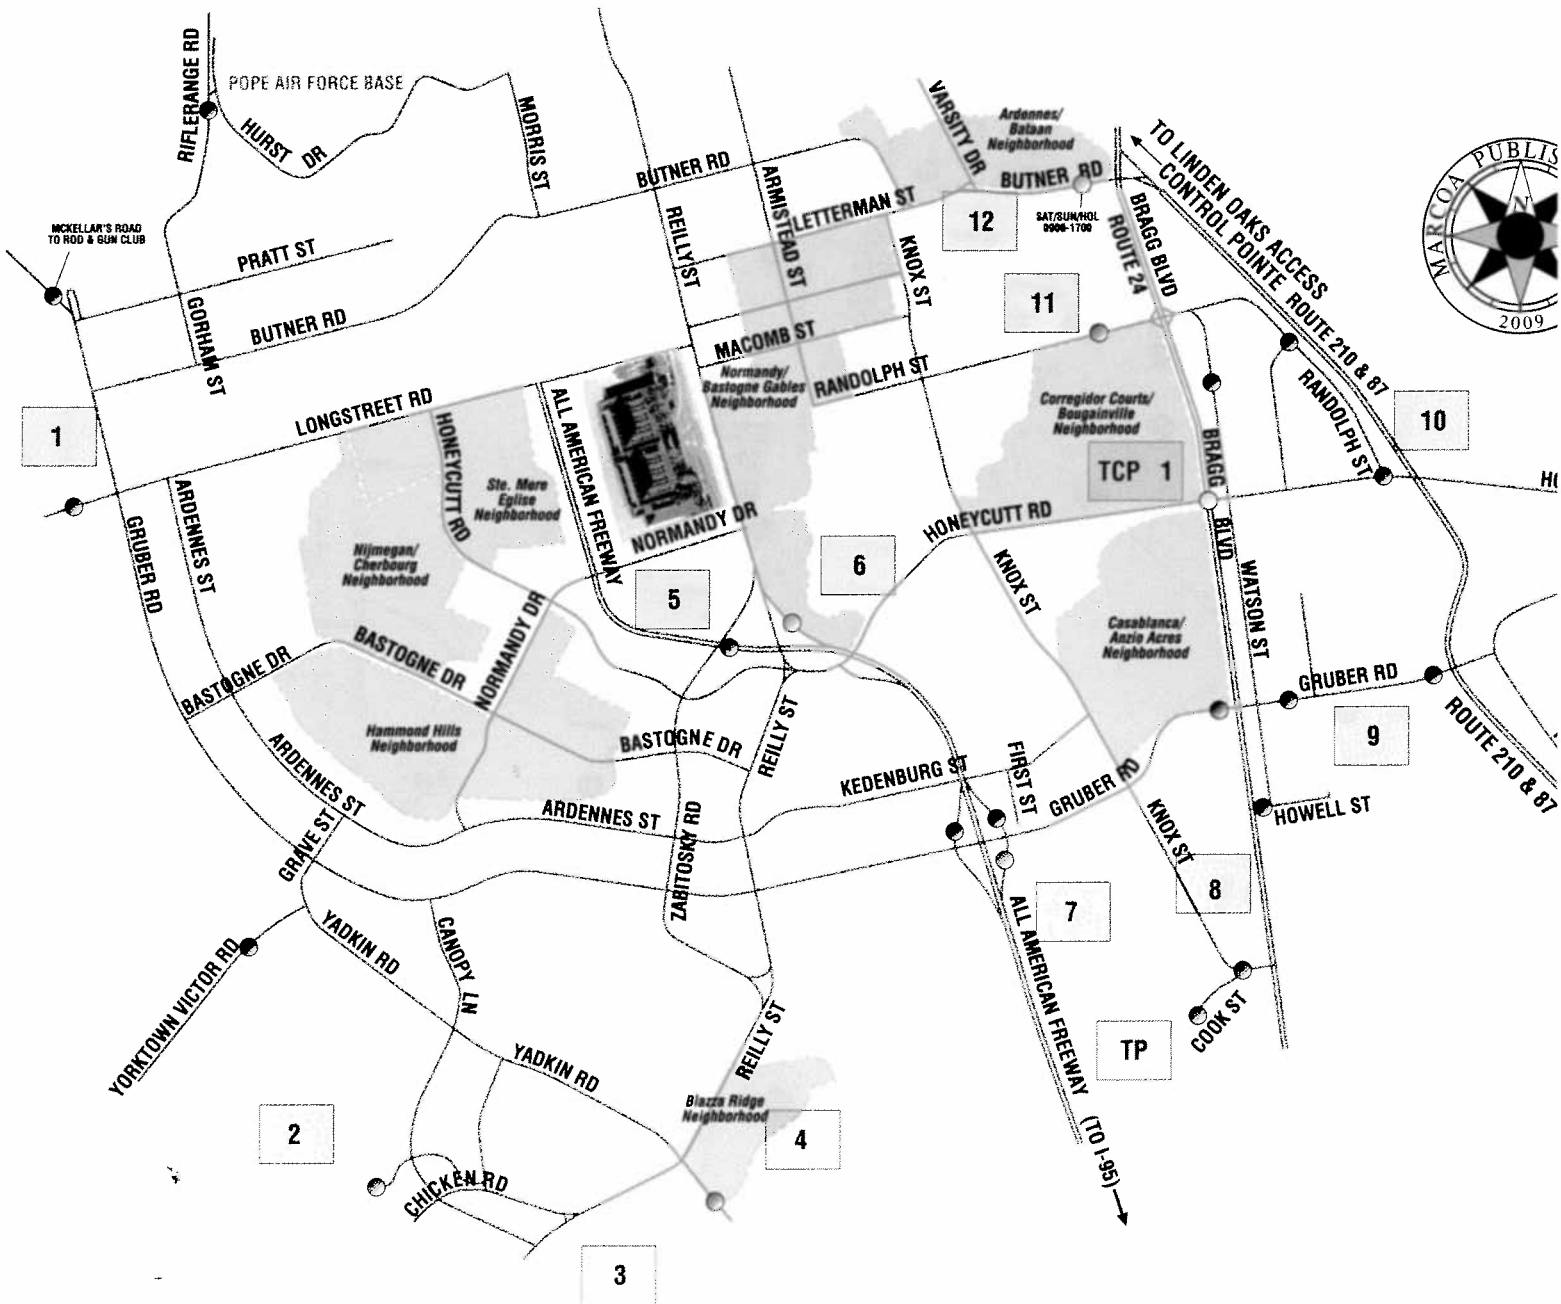 RIFLERANGE RD
POPE AIR FORCE BASE
HURST DR
MORRIS ST
BUTNER RD
ARMISTEAD ST
LETTERMAN ST
VARSITY DR
Ardennes/
Bataan
Neighborhood
BUTNER RD
SAT/SUN/HOL
0900-1700
TO LINDEN OAKS ACCESS
CONTROL POINTE
ROUTE 210 & 87
MARCOA PUBLIS
N
2009
MCKELLAR'S ROAD
TO ROD & GUN CLUB
PRATT ST
GORHAM ST
BUTNER RD
REILLY ST
KNOX ST
12
BRAGG BLVD
ROUTE 24
11
MACOMB ST
RANDOLPH ST
Normandy/
Bastogne Gables
Neighborhood
LONGSTREET RD
ALL AMERICAN FREEWAY
HONEYCUTT RD
1
Corregidor Courts/
Bougainville
Neighborhood
RANDOLPH ST
10
TCP 1
BRAGG
BLVD
Ste. Mere
Eglise
Neighborhood
NORMANDY DR
HONEYCUTT RD
GRUBER RD
ARDENNES ST
Nijmegan/
Cherbourg
Neighborhood
5
6
KNOX ST
WATSON ST
Casablanca/
Anzio Acres
Neighborhood
BASTOGNE DR
BASTOGNE DR
NORMANDY DR
GRUBER RD
9
ROUTE 210 & 87
Hammond Hills
Neighborhood
BASTOGNE DR
REILLY ST
ARDENNES ST
GRAVE ST
ARDENNES ST
ZABITOSKY RD
KEDENBURG ST
FIRST ST
GRUBER RD
KNOX ST
HOWELL ST
8
7
ALL AMERICAN FREEWAY
(TO I-95)
YADKIN RD
CANOPY LN
YORKTOWN VICTOR RD
COOK ST
TP
REILLY ST
YADKIN RD
Biazza Ridge
Neighborhood
2
4
CHICKEN RD
3